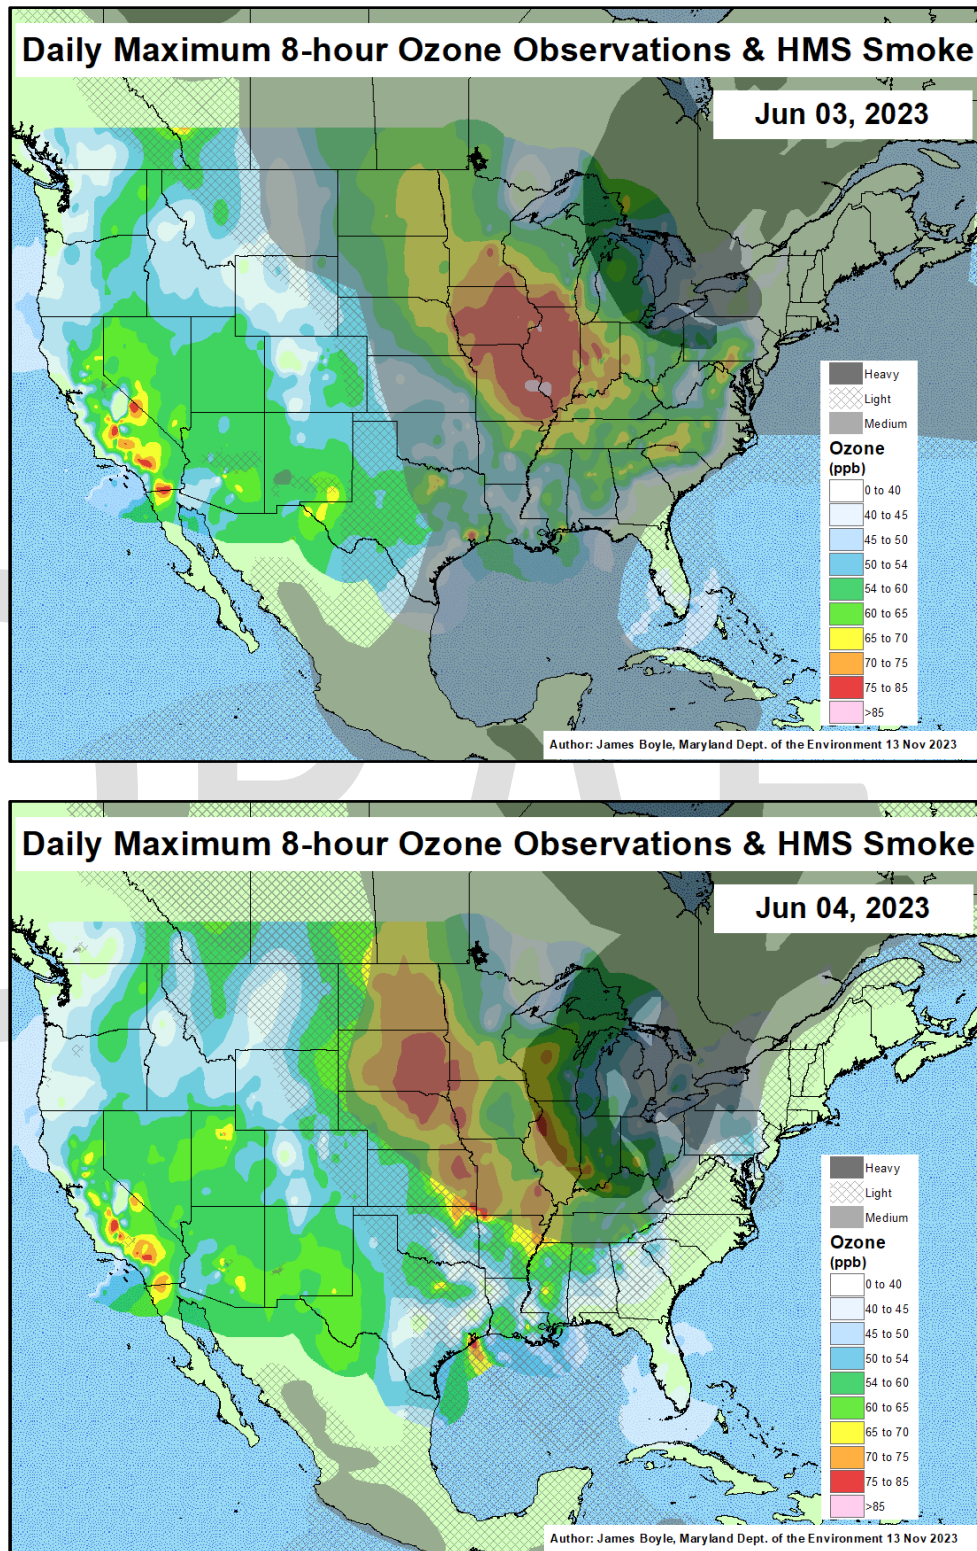 Daily Maximum 8-hour Ozone Observations & HMS Smoke
Jun 03, 2023
Heavy
Light
Medium
Ozone
(ppb)
0 to 40
40 to 45
45 to 50
50 to 54
54 to 60
60 to 65
65 to 70
70 to 75
75 to 85
>85
Author: James Boyle, Maryland Dept. of the Environment 13 Nov 2023
Daily Maximum 8-hour Ozone Observations & HMS Smoke
Jun 04, 2023
Heavy
Light
Medium
Ozone
(ppb)
0 to 40
40 to 45
45 to 50
50 to 54
54 to 60
60 to 65
65 to 70
70 to 75
75 to 85
>85
Author: James Boyle, Maryland Dept. of the Environment 13 Nov 2023